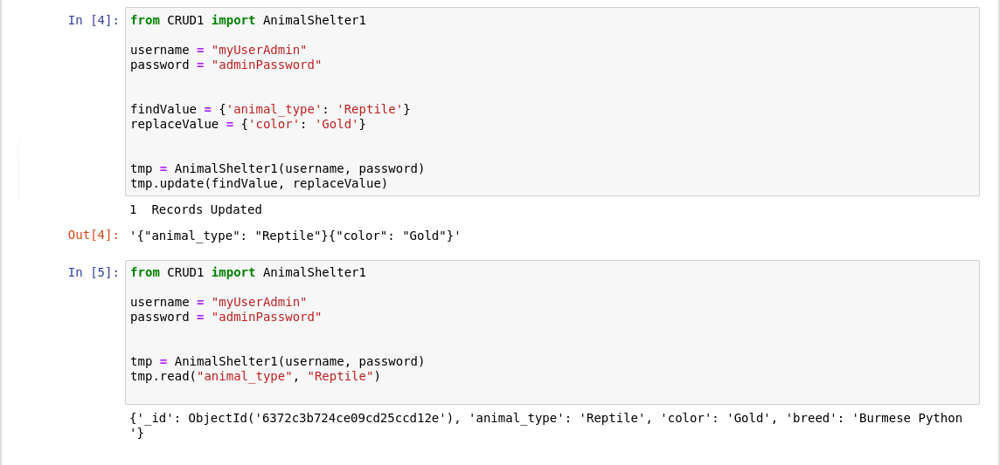 In [4]: from CRUD1 import AnimalShelter1
username = "myUserAdmin"
password = "adminPassword"
findValue = {'animal_type': 'Reptile'}
replaceValue = {'color': 'Gold'}
tmp = AnimalShelter1(username, password)
tmp.update(findValue, replaceValue)
1  Records Updated
Out[4]: '{"animal_type": "Reptile"}{"color": "Gold"}'
In [5]: from CRUD1 import AnimalShelter1
username = "myUserAdmin"
password = "adminPassword"
tmp = AnimalShelter1(username, password)
tmp.read("animal_type", "Reptile")
{'_id': ObjectId('6372c3b724ce09cd25ccd12e'), 'animal_type': 'Reptile', 'color': 'Gold', 'breed': 'Burmese Python
'}